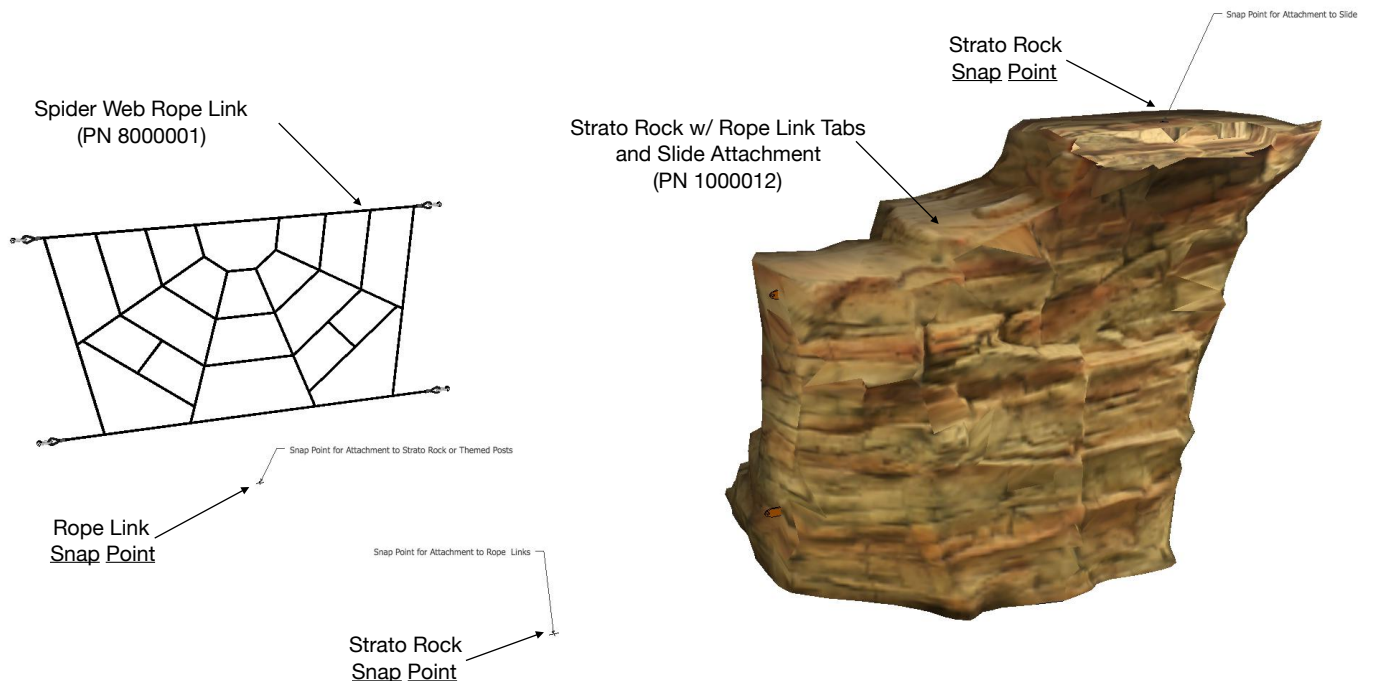 Snap Point for Attachment to Slide
Strato Rock
Snap Point
Spider Web Rope Link
(PN 8000001)
Strato Rock w/ Rope Link Tabs
and Slide Attachment
(PN 1000012)
Snap Point for Attachment to Strato Rock or Themed Posts
Rope Link
Snap Point
Snap Point for Attachment to Rope Links
Strato Rock
Snap Point